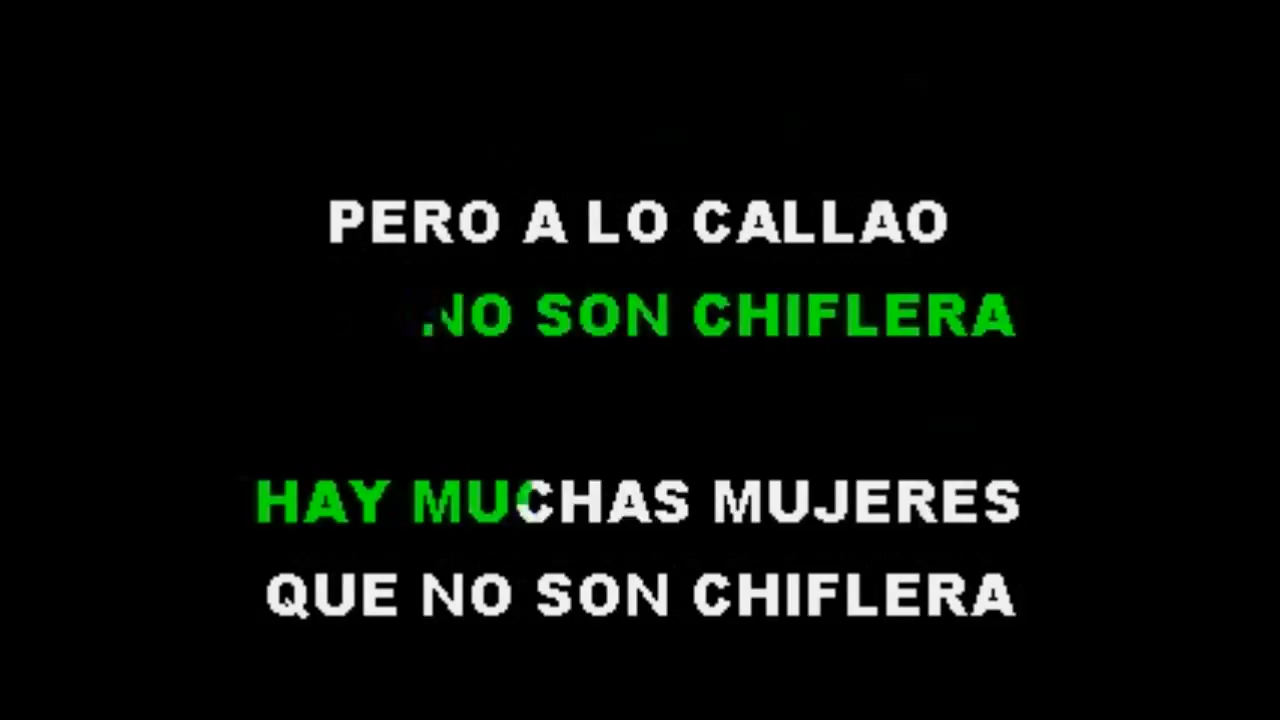 PERO A LO CALLAO
NO SON CHIFLERA
HAY MUCHAS MUJERES
QUE NO SON CHIFLERA